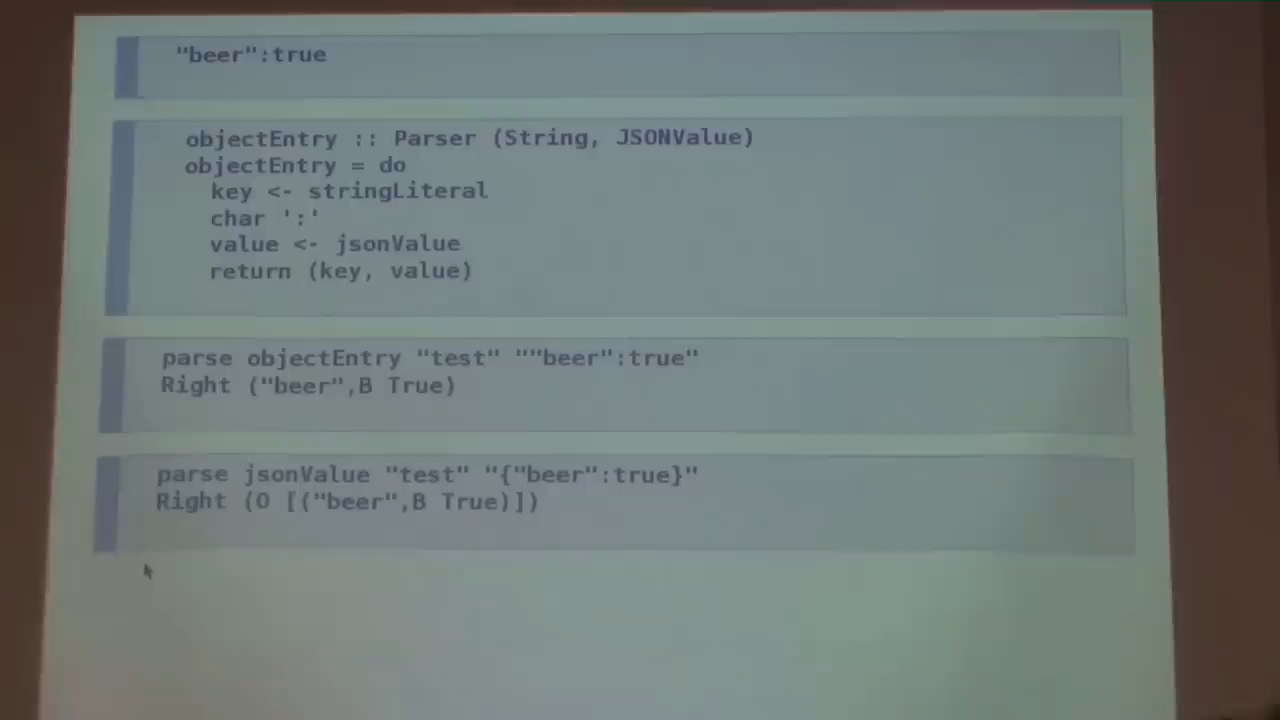 "beer":true
objectEntry :: Parser (String, JSONValue)
objectEntry = do
key <- stringLiteral
char ':'
value <- jsonValue
return (key, value)
parse objectEntry "test" ""beer":true"
Right ("beer",B True)
parse jsonValue "test" "{"beer":true}"
Right (O [("beer",B True)])